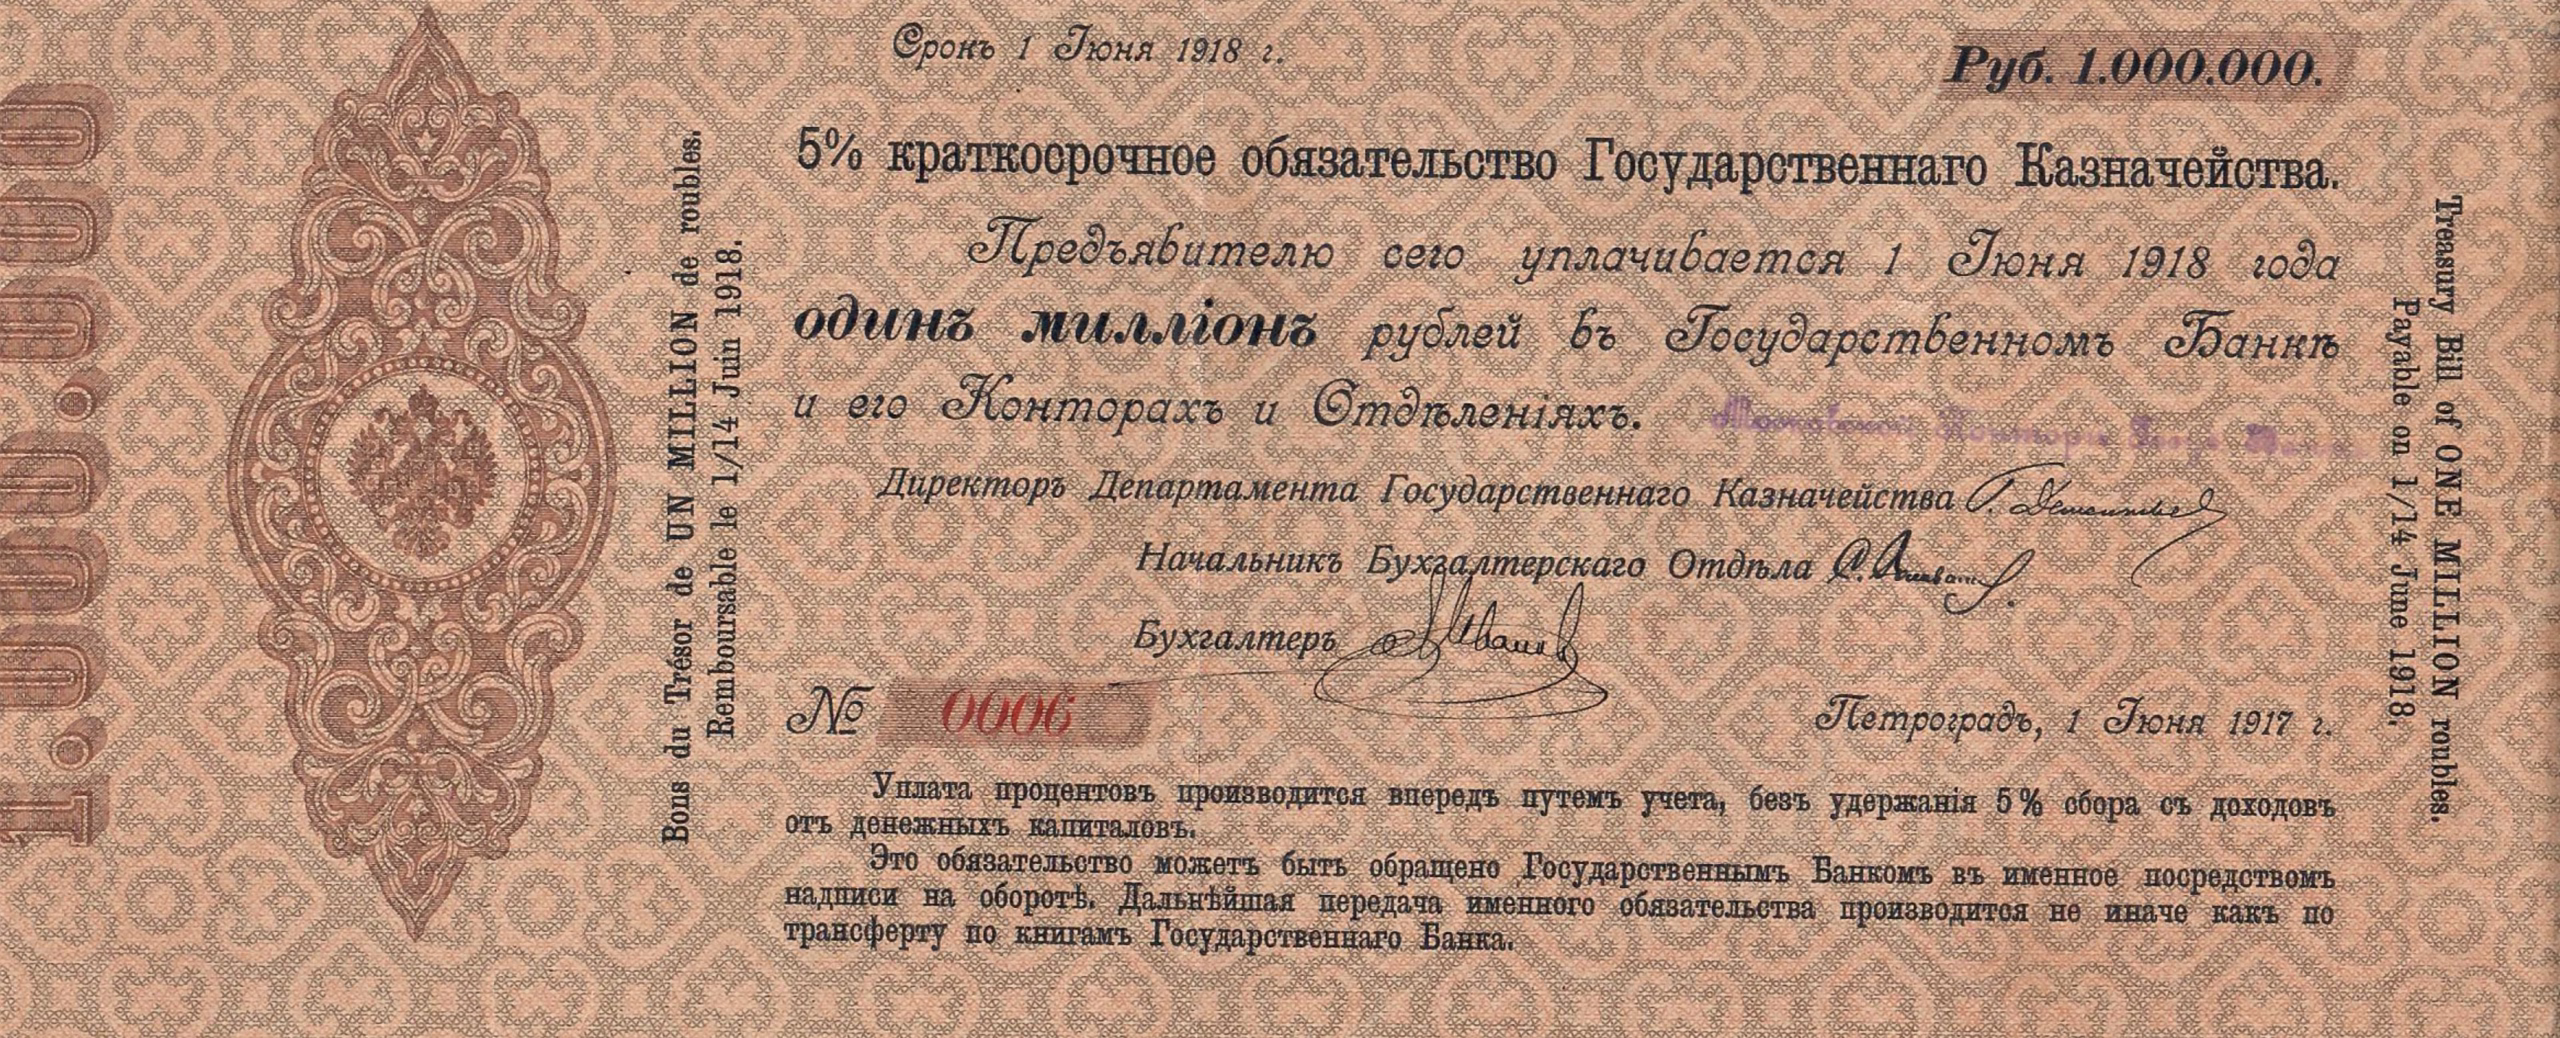 1.000.000
Bons du Trésor de UN MILLION de roubles.
Remboursable le 1/14 Juin 1918.
Срокъ 1 Іюня 1918 г.
Руб. 1.000.000.
5% краткосрочное обязательство Государственнаго Казначейства.
Предъявителю сего уплачивается 1 Іюня 1918 года
одинъ милліонъ рублей въ Государственномъ Банкѣ
и его Конторахъ и Отдѣленіяхъ.
Директоръ Департамента Государственнаго Казначейства
Начальникъ Бухгалтерскаго Отдѣла
Бухгалтеръ
№ 0006
Петроградъ, 1 Іюня 1917 г.
Уплата процентовъ производится впередъ путемъ учета, безъ удержанія 5% сбора съ доходовъ
отъ денежныхъ капиталовъ.
Это обязательство можетъ быть обращено Государственнымъ Банкомъ въ именное посредствомъ
надписи на оборотѣ. Дальнѣйшая передача именного обязательства производится не иначе какъ по
трансферту по книгамъ Государственнаго Банка.
Treasury Bill of ONE MILLION roubles.
Payable on 1/14 June 1918.